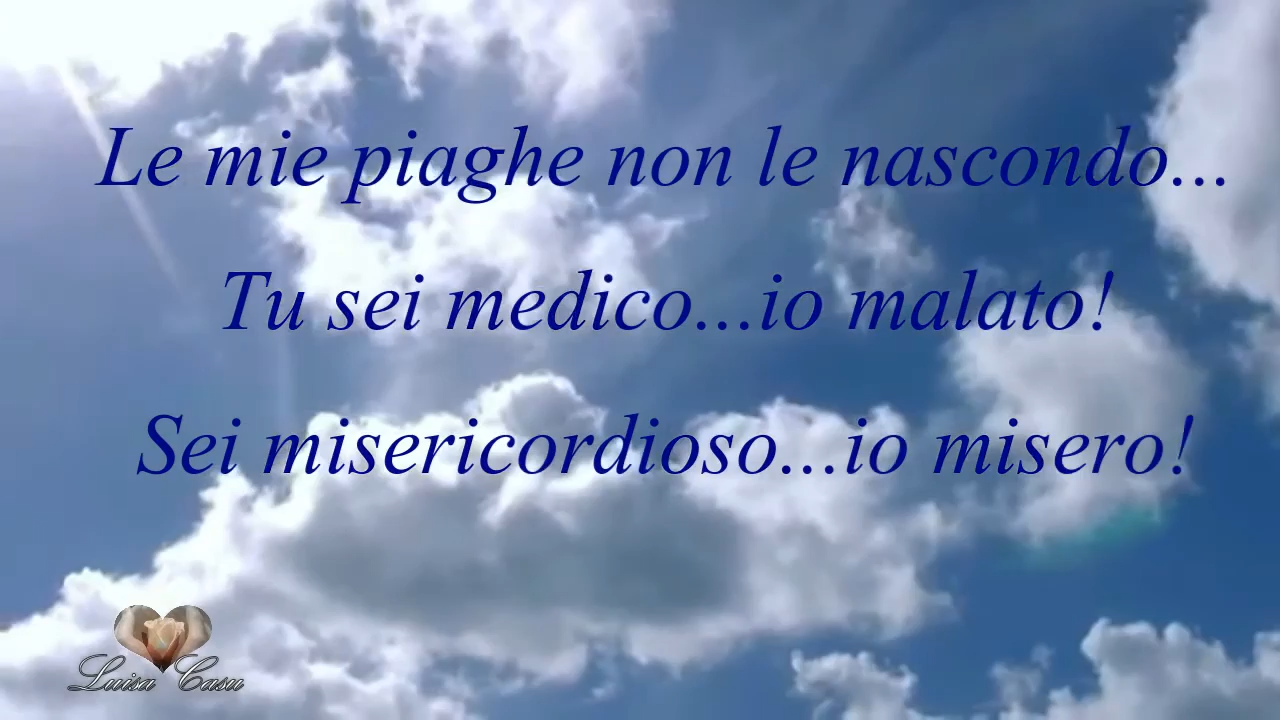 Le mie piaghe non le nascondo...
Tu sei medico...io malato!
Sei misericordioso...io misero!
Luisa Casu